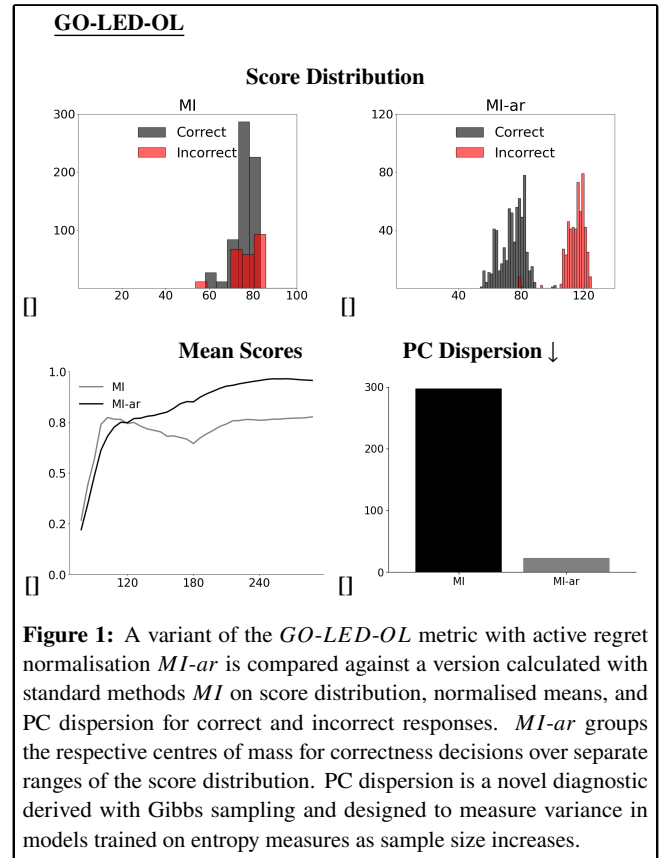 GO-LED-OL
Score Distribution
MI
MI-ar
300
200
100
Correct
Incorrect
20
40
60
80
100
[]
120
80
40
Correct
Incorrect
40
80
120
[]
Mean Scores
PC Dispersion ↓
1.0
0.8
0.5
0.2
0.0
MI
MI-ar
120
180
240
[]
300
200
100
0
MI
MI-ar
[]
Figure 1: A variant of the GO-LED-OL metric with active regret
normalisation MI-ar is compared against a version calculated with
standard methods MI on score distribution, normalised means, and
PC dispersion for correct and incorrect responses. MI-ar groups
the respective centres of mass for correctness decisions over separate
ranges of the score distribution. PC dispersion is a novel diagnostic
derived with Gibbs sampling and designed to measure variance in
models trained on entropy measures as sample size increases.